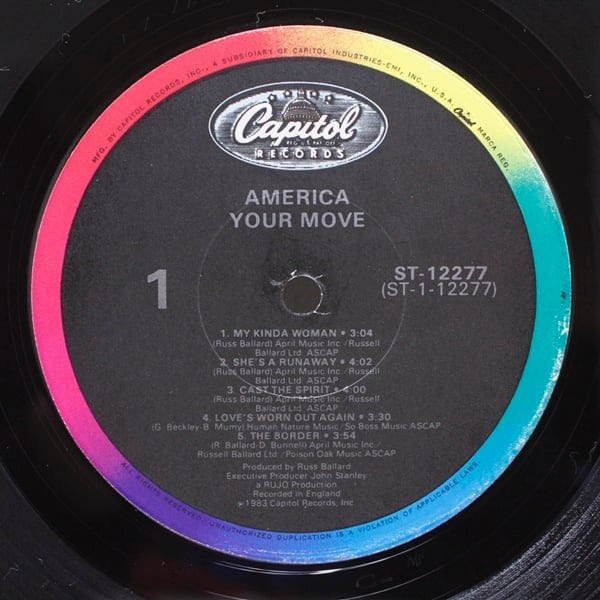 MFG. BY CAPITOL RECORDS, INC., A SUBSIDIARY OF CAPITOL INDUSTRIES-EMI, INC., U.S.A. Capitol MARCA REG.
Capitol
REG. U.S. PAT. OFF.
RECORDS
AMERICA
YOUR MOVE
1
ST-12277
(ST-1-12277)
1. MY KINDA WOMAN • 3:04
(Russ Ballard) April Music Inc./Russell
Ballard Ltd. ASCAP
2. SHE'S A RUNAWAY • 4:02
(Russ Ballard) April Music Inc./Russell
Ballard Ltd. ASCAP
3. CAST THE SPIRIT • 4:00
(Russ Ballard) April Music Inc./Russell
Ballard Ltd. ASCAP
4. LOVE'S WORN OUT AGAIN • 3:30
(G. Beckley-B. Mumy) Human Nature Music / So Boss Music ASCAP
5. THE BORDER • 3:54
(R. Ballard-D. Bunnell) April Music Inc./
Russell Ballard Ltd./Poison Oak Music ASCAP
Produced by Russ Ballard
Executive Producer John Stanley
a RUJO Production
Recorded in England
℗1983 Capitol Records, Inc.
ALL RIGHTS RESERVED. UNAUTHORIZED DUPLICATION IS A VIOLATION OF APPLICABLE LAWS.